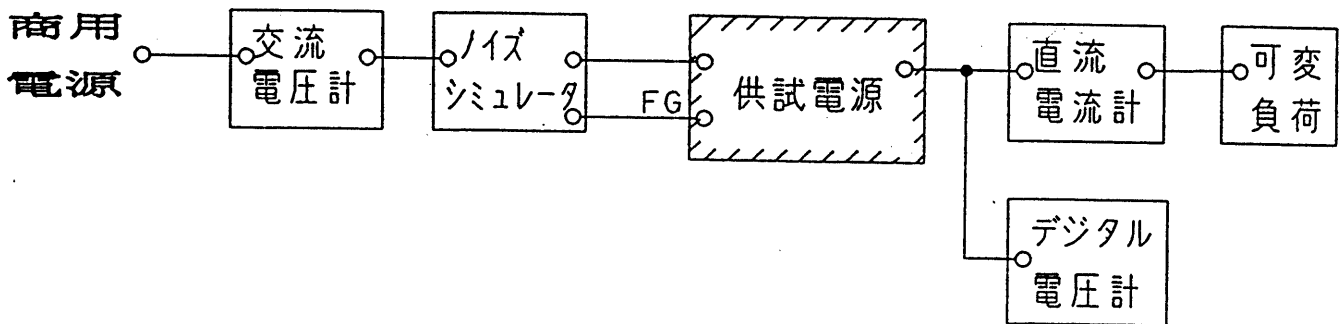 商用
電源
交流
電圧計
ノイズ
シミュレータ
FG
供試電源
直流
電流計
可変
負荷
デジタル
電圧計